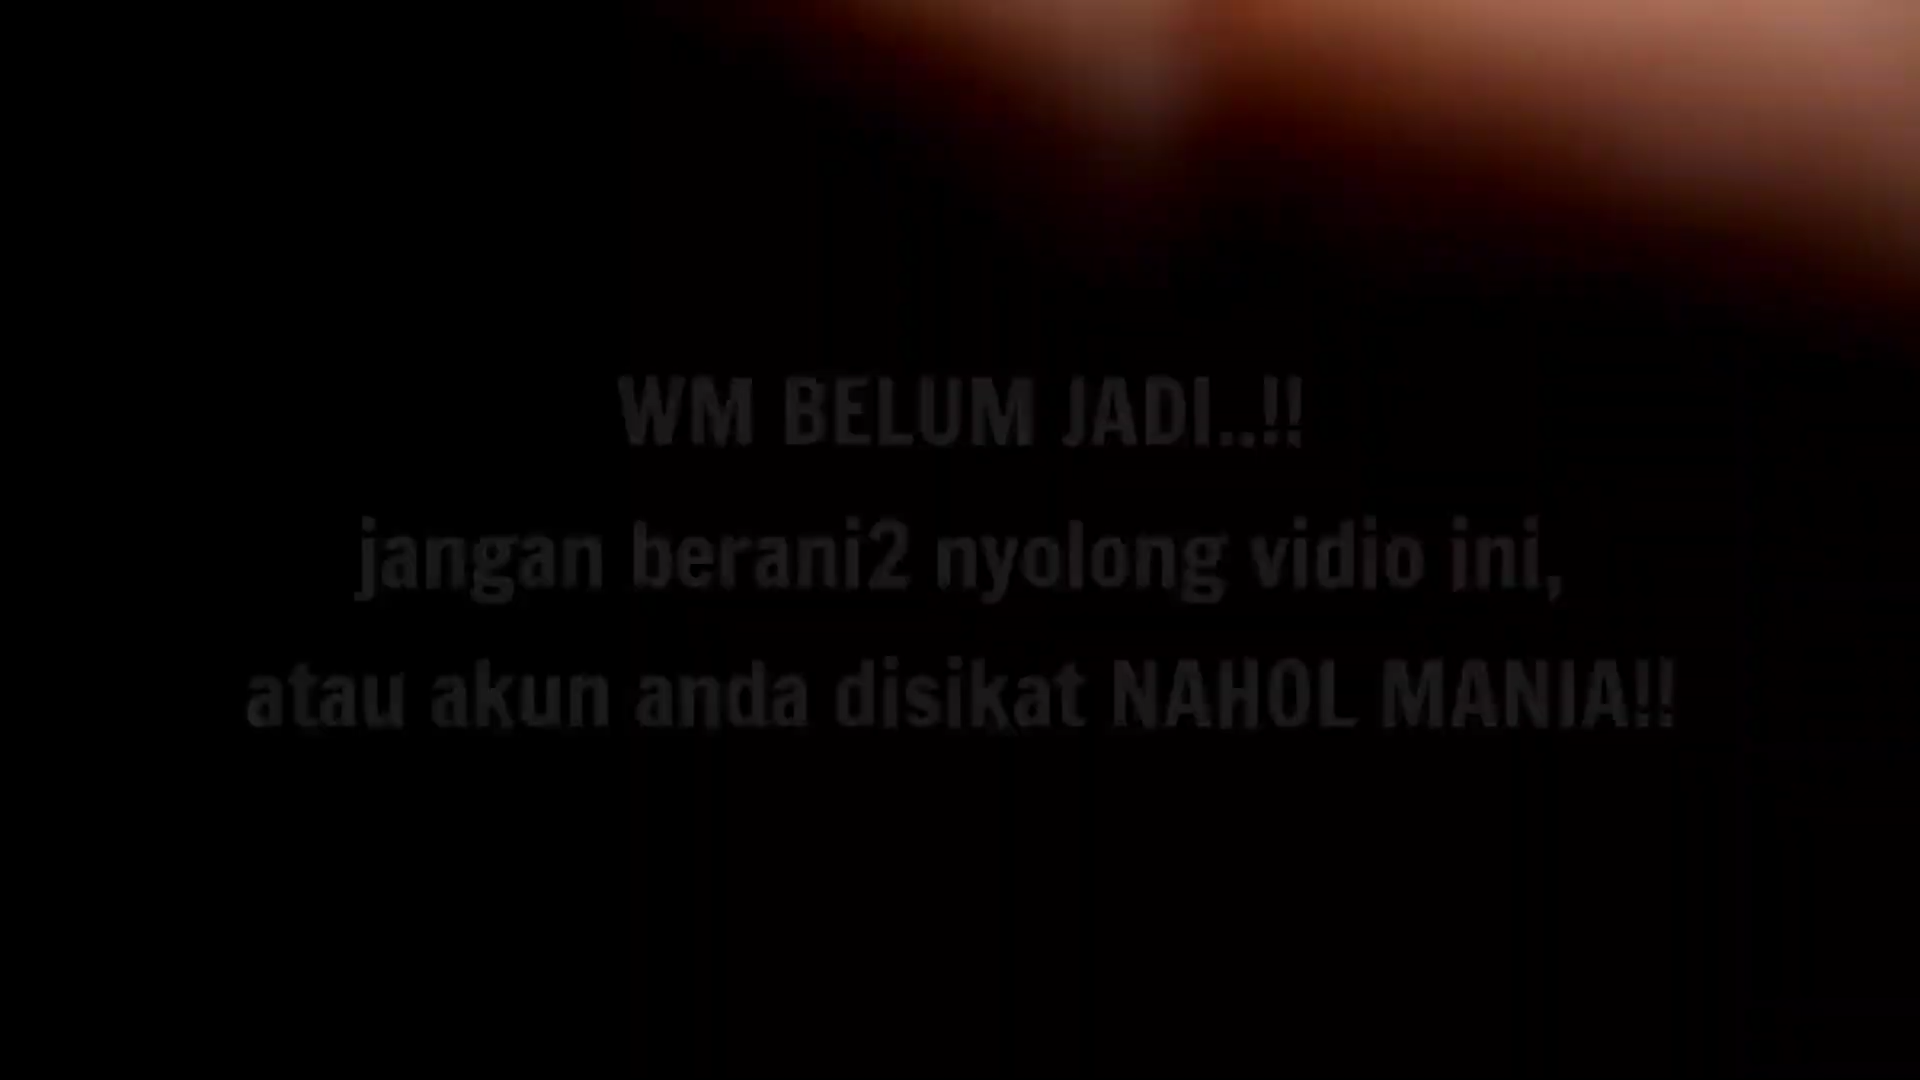 WM BELUM JADI..!!
jangan berani2 nyolong vidio ini,
atau akun anda disikat NAHOL MANIA!!